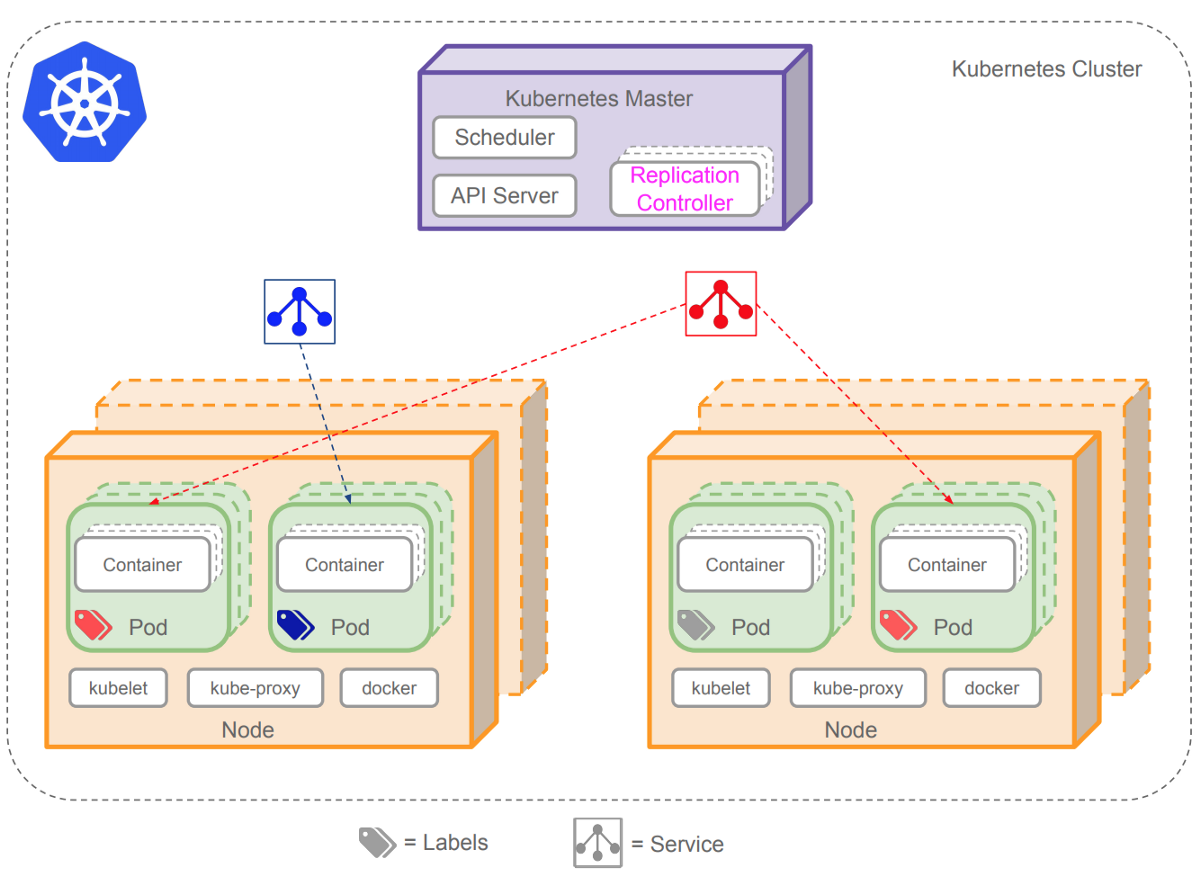 Kubernetes Cluster
Kubernetes Master
Scheduler
API Server
Replication
Controller
Container
Pod
Container
Pod
kubelet
kube-proxy
docker
Node
Container
Pod
Container
Pod
kubelet
kube-proxy
docker
Node
= Labels
= Service